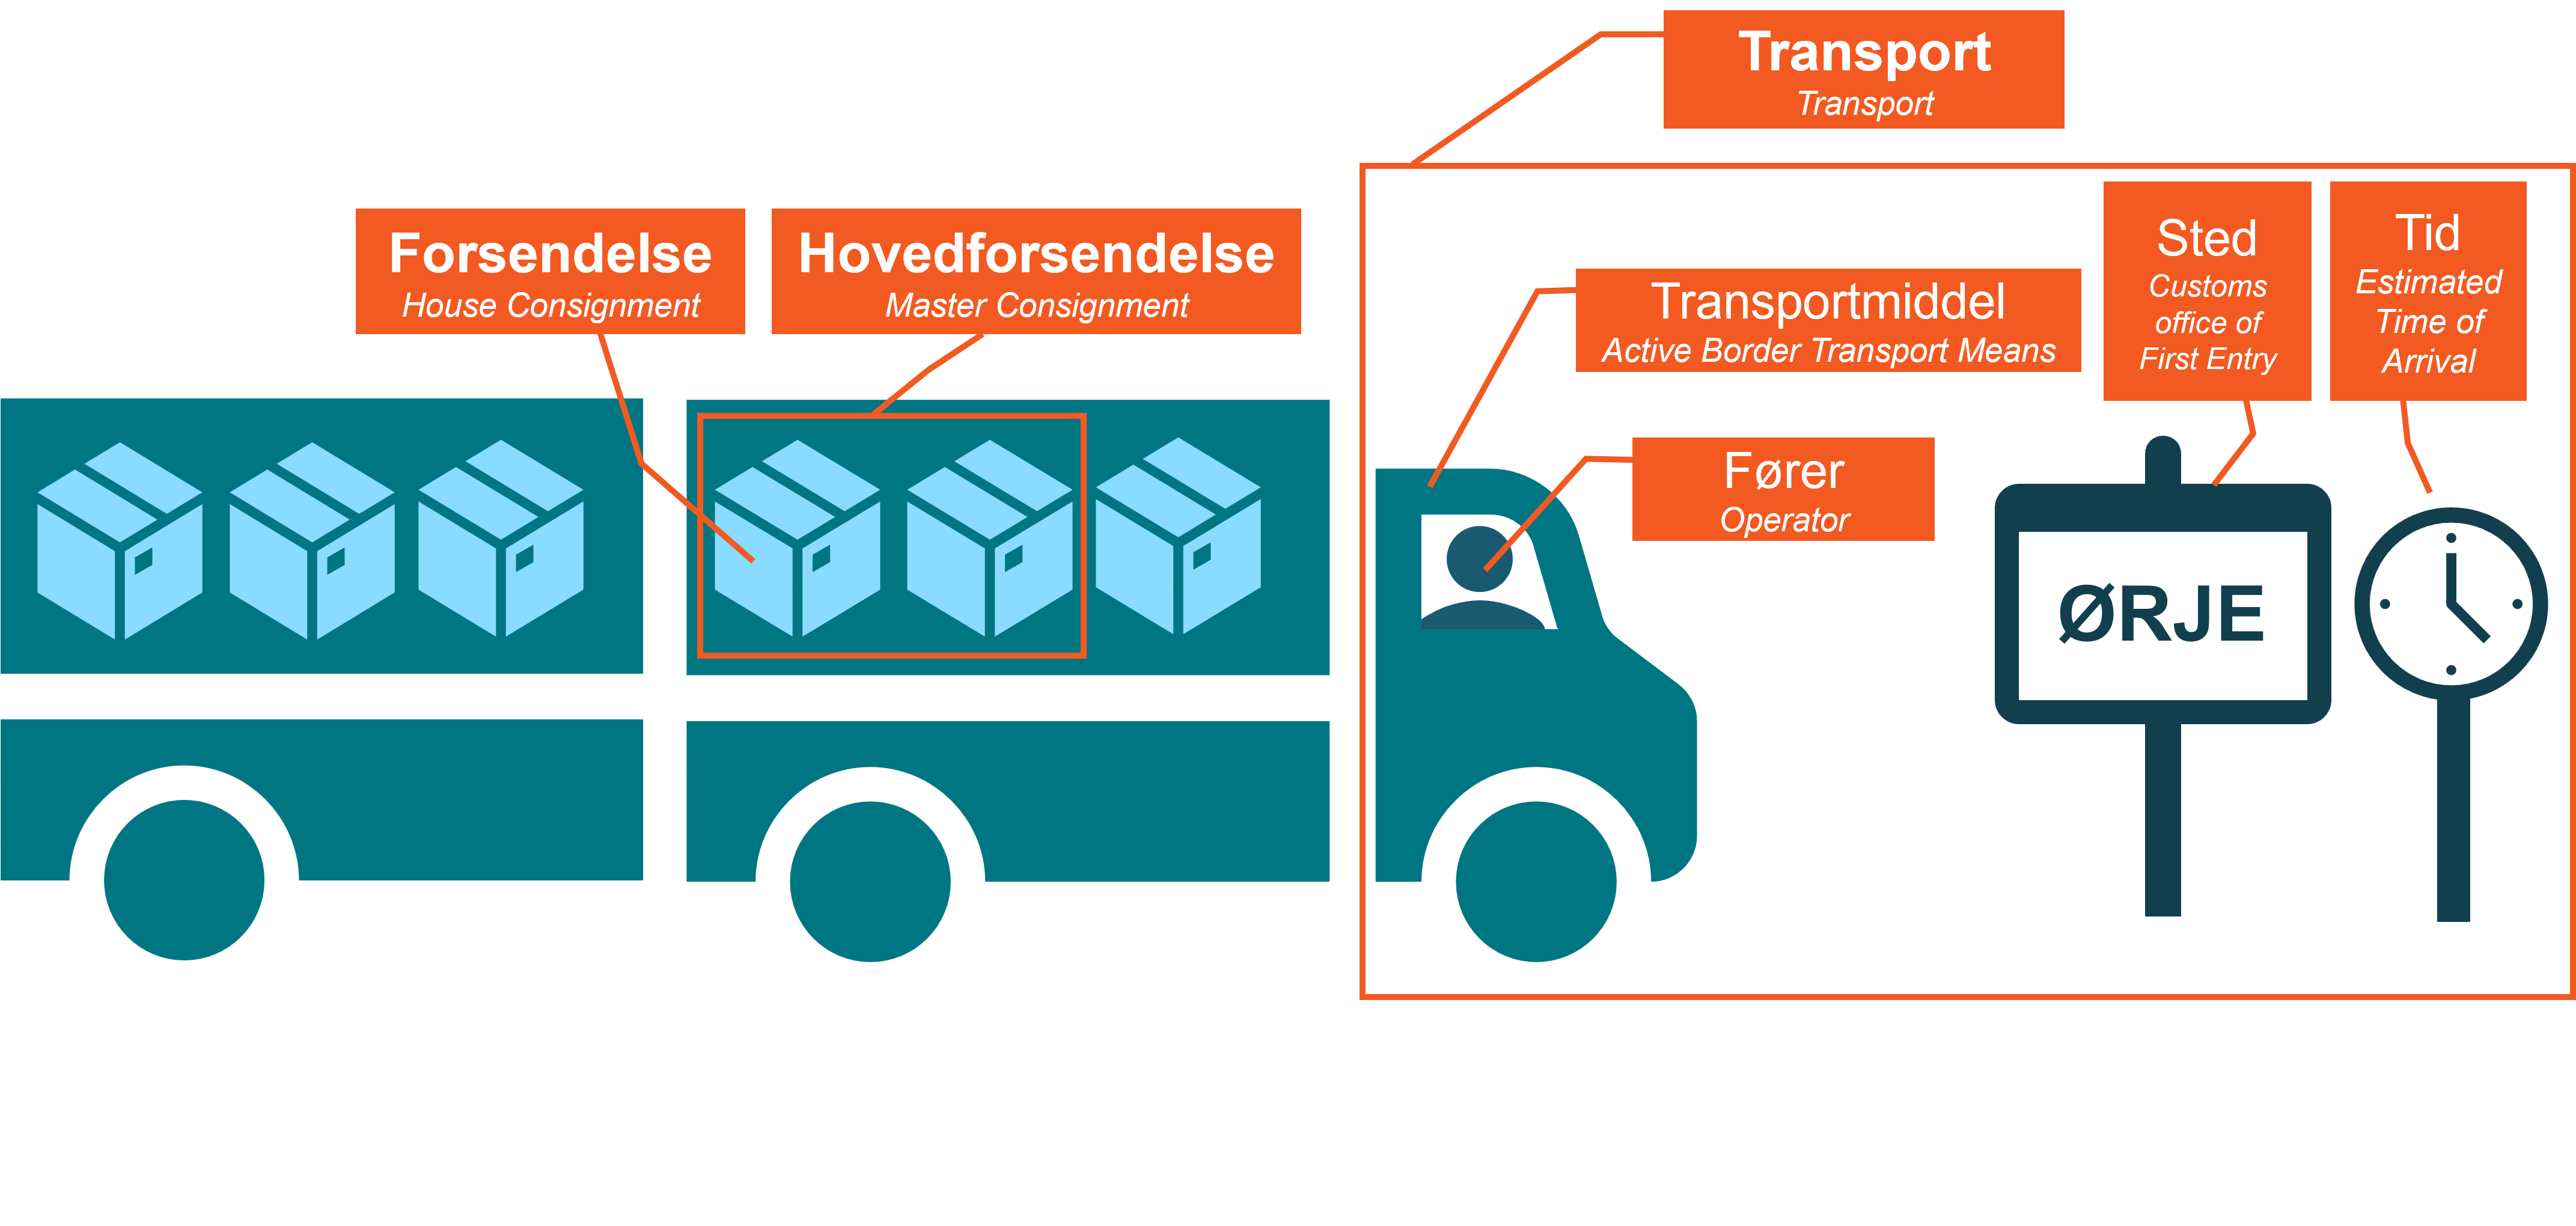 Transport
Transport
Forsendelse
House Consignment
Hovedforsendelse
Master Consignment
Transportmiddel
Active Border Transport Means
Sted
Customs
office of
First Entry
Tid
Estimated
Time of
Arrival
Fører
Operator
ØRJE